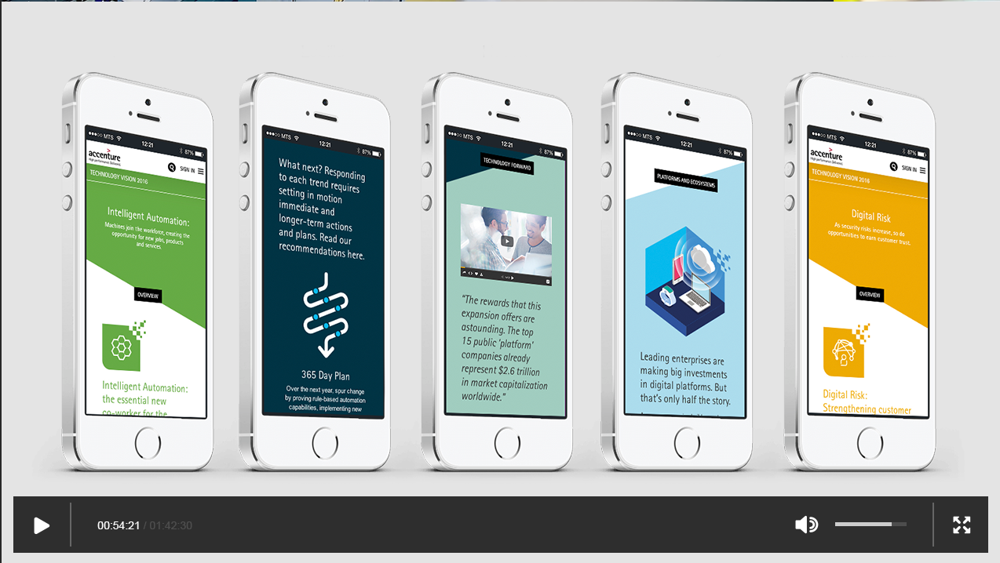 ●●●○○ MTS 12:21 87%
accenture
High performance. Delivered.
SIGN IN
TECHNOLOGY VISION 2016
Intelligent Automation:
Machines join the workforce, creating the
opportunity for new jobs, products
and services.
OVERVIEW
Intelligent Automation:
the essential new
co-worker for the
●●●○○ MTS 12:21 87%
What next? Responding
to each trend requires
setting in motion
immediate and
longer-term actions
and plans. Read our
recommendations here.
365 Day Plan
Over the next year, spur change
by proving rule-based automation
capabilities, implementing new
●●●○○ MTS 12:21 87%
TECHNOLOGY FORWARD
"The rewards that this
expansion offers are
astounding. The top
15 public 'platform'
companies already
represent $2.6 trillion
in market capitalization
worldwide."
●●●○○ MTS 12:21 87%
PLATFORMS AND ECOSYSTEMS
Leading enterprises are
making big investments
in digital platforms. But
that's only half the story.
●●●○○ MTS 12:21 87%
accenture
High performance. Delivered.
SIGN IN
TECHNOLOGY VISION 2016
Digital Risk
As security risks increase, so do
opportunities to earn customer trust.
OVERVIEW
Digital Risk:
Strengthening customer
00:54:21 / 01:42:30